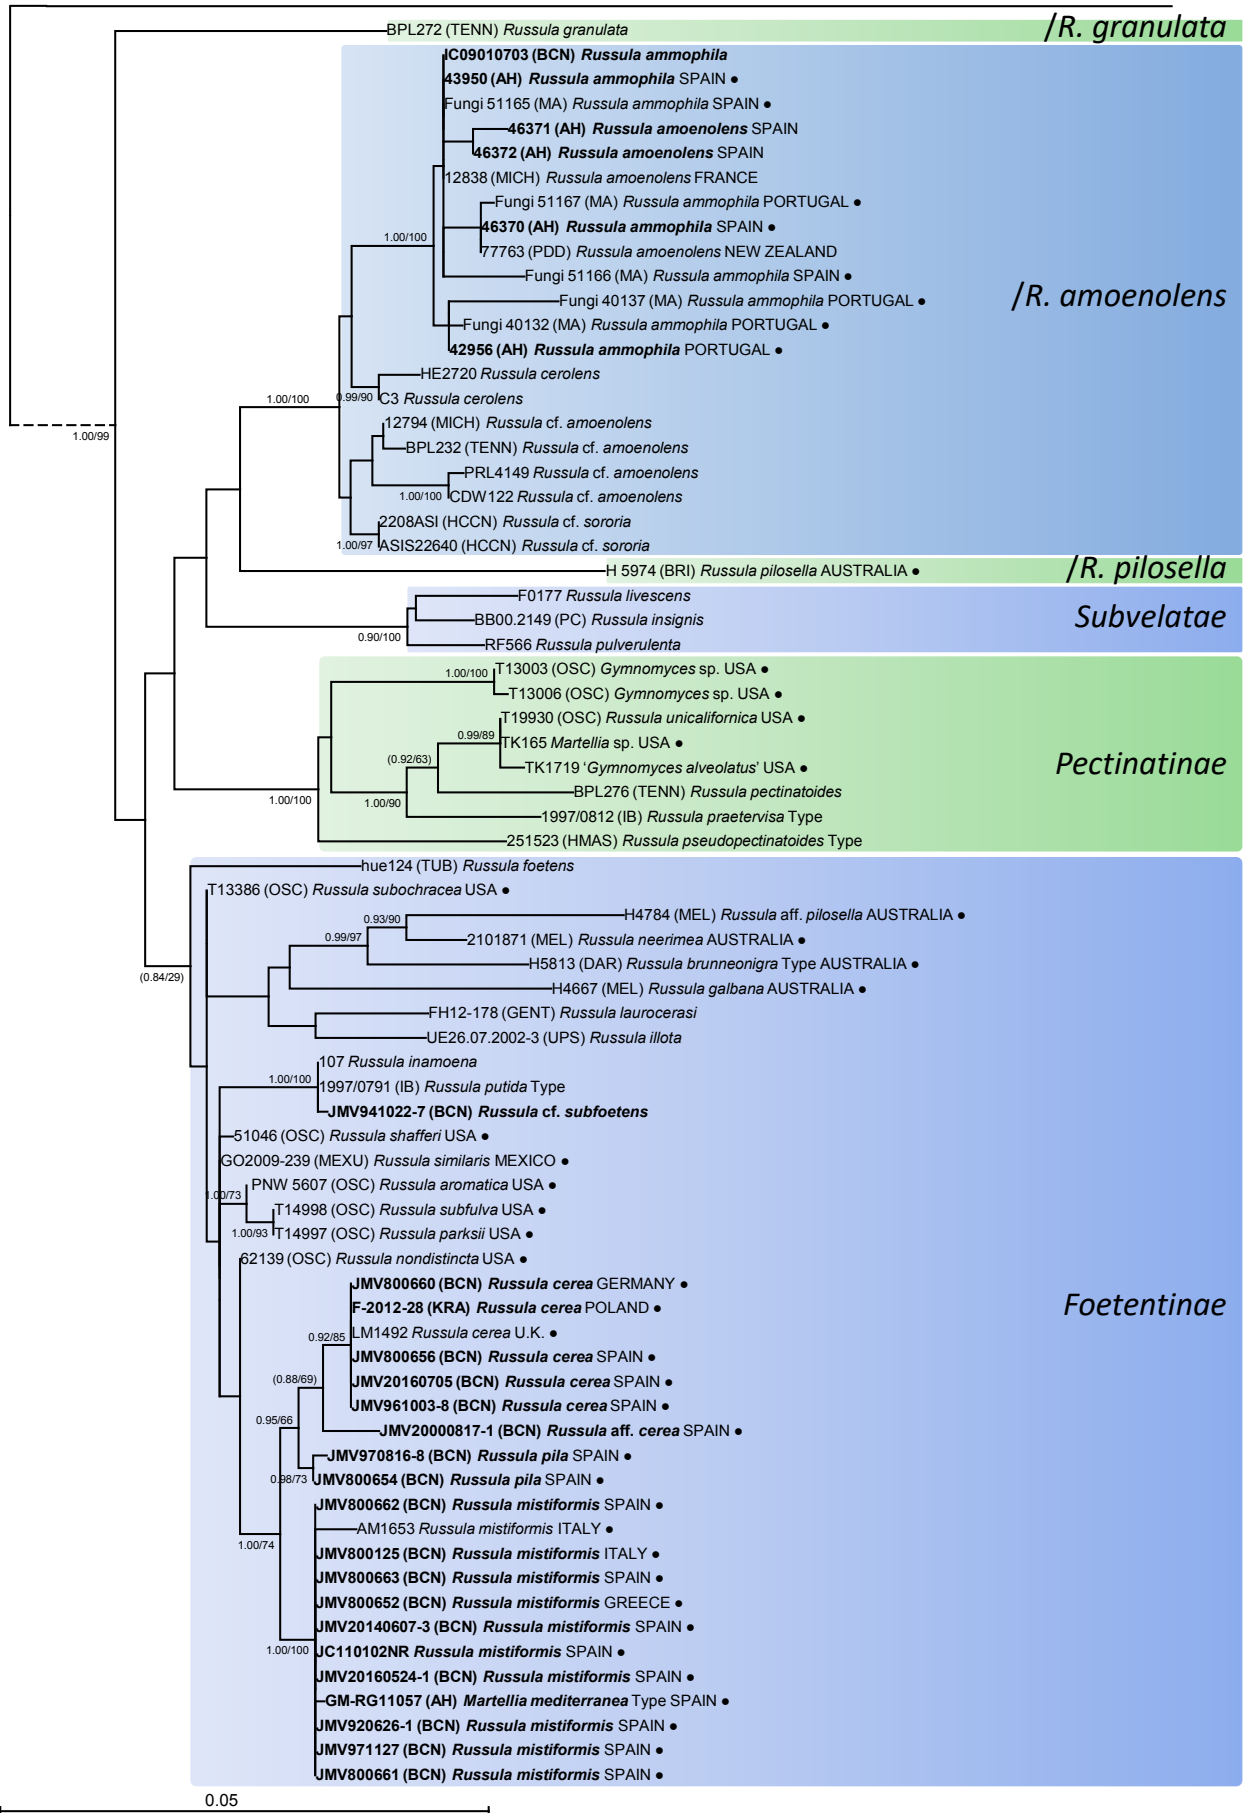 BPL272 (TENN) Russula granulata
/R. granulata
IC09010703 (BCN) Russula ammophila
43950 (AH) Russula ammophila SPAIN ●
Fungi 51165 (MA) Russula ammophila SPAIN ●
46371 (AH) Russula amoenolens SPAIN
46372 (AH) Russula amoenolens SPAIN
12838 (MICH) Russula amoenolens FRANCE
Fungi 51167 (MA) Russula ammophila PORTUGAL ●
46370 (AH) Russula ammophila SPAIN ●
1.00/100
77763 (PDD) Russula amoenolens NEW ZEALAND
Fungi 51166 (MA) Russula ammophila SPAIN ●
Fungi 40137 (MA) Russula ammophila PORTUGAL ●
/R. amoenolens
Fungi 40132 (MA) Russula ammophila PORTUGAL ●
42956 (AH) Russula ammophila PORTUGAL ●
HE2720 Russula cerolens
0.99/90
C3 Russula cerolens
1.00/100
12794 (MICH) Russula cf. amoenolens
1.00/99
BPL232 (TENN) Russula cf. amoenolens
PRL4149 Russula cf. amoenolens
1.00/100
CDW122 Russula cf. amoenolens
2208ASI (HCCN) Russula cf. sororia
1.00/97
ASIS22640 (HCCN) Russula cf. sororia
H 5974 (BRI) Russula pilosella AUSTRALIA ●
/R. pilosella
F0177 Russula livescens
BB00.2149 (PC) Russula insignis
Subvelatae
0.90/100
RF566 Russula pulverulenta
1.00/100
T13003 (OSC) Gymnomyces sp. USA ●
T13006 (OSC) Gymnomyces sp. USA ●
T19930 (OSC) Russula unicalifornica USA ●
0.99/89
TK165 Martellia sp. USA ●
(0.92/63)
TK1719 ‘Gymnomyces alveolatus’ USA ●
Pectinatinae
BPL276 (TENN) Russula pectinatoides
1.00/100
1.00/90
1997/0812 (IB) Russula praetervisa Type
251523 (HMAS) Russula pseudopectinatoides Type
hue124 (TUB) Russula foetens
T13386 (OSC) Russula subochracea USA ●
0.93/90
H4784 (MEL) Russula aff. pilosella AUSTRALIA ●
0.99/97
2101871 (MEL) Russula neerimea AUSTRALIA ●
H5813 (DAR) Russula brunneonigra Type AUSTRALIA ●
(0.84/29)
H4667 (MEL) Russula galbana AUSTRALIA ●
FH12-178 (GENT) Russula laurocerasi
UE26.07.2002-3 (UPS) Russula illota
107 Russula inamoena
1.00/100
1997/0791 (IB) Russula putida Type
JMV941022-7 (BCN) Russula cf. subfoetens
51046 (OSC) Russula shafferi USA ●
GO2009-239 (MEXU) Russula similaris MEXICO ●
PNW 5607 (OSC) Russula aromatica USA ●
1.00/73
T14998 (OSC) Russula subfulva USA ●
1.00/93
T14997 (OSC) Russula parksii USA ●
62139 (OSC) Russula nondistincta USA ●
JMV800660 (BCN) Russula cerea GERMANY ●
F-2012-28 (KRA) Russula cerea POLAND ●
Foetentinae
0.92/85
LM1492 Russula cerea U.K. ●
JMV800656 (BCN) Russula cerea SPAIN ●
(0.88/69)
JMV20160705 (BCN) Russula cerea SPAIN ●
JMV961003-8 (BCN) Russula cerea SPAIN ●
0.95/66
JMV20000817-1 (BCN) Russula aff. cerea SPAIN ●
JMV970816-8 (BCN) Russula pila SPAIN ●
0.98/73
JMV800654 (BCN) Russula pila SPAIN ●
JMV800662 (BCN) Russula mistiformis SPAIN ●
AM1653 Russula mistiformis ITALY ●
1.00/74
JMV800125 (BCN) Russula mistiformis ITALY ●
JMV800663 (BCN) Russula mistiformis SPAIN ●
JMV800652 (BCN) Russula mistiformis GREECE ●
JMV20140607-3 (BCN) Russula mistiformis SPAIN ●
1.00/100
JC110102NR Russula mistiformis SPAIN ●
JMV20160524-1 (BCN) Russula mistiformis SPAIN ●
GM-RG11057 (AH) Martellia mediterranea Type SPAIN ●
JMV920626-1 (BCN) Russula mistiformis SPAIN ●
JMV971127 (BCN) Russula mistiformis SPAIN ●
JMV800661 (BCN) Russula mistiformis SPAIN ●
0.05